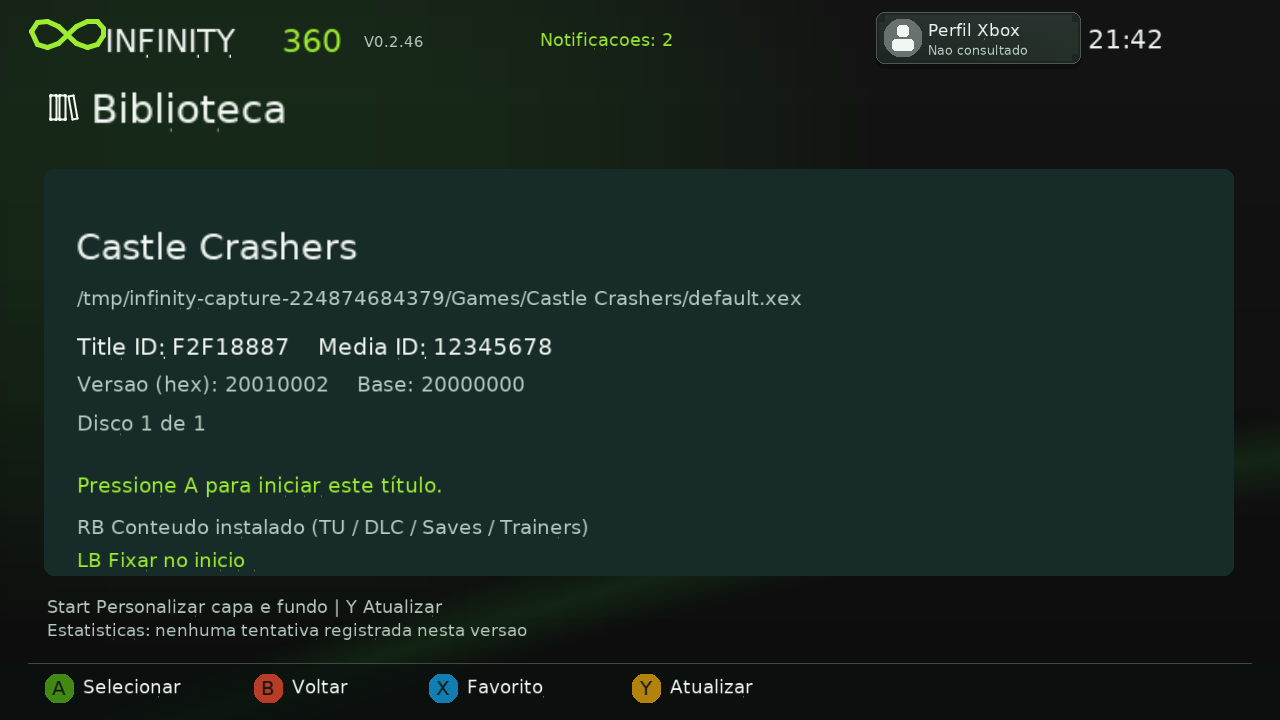 INFINITY 360 V0.2.46 Notificacoes: 2 Perfil Xbox 21:42
Nao consultado
Biblioteca
Castle Crashers
/tmp/infinity-capture-224874684379/Games/Castle Crashers/default.xex
Title ID: F2F18887 Media ID: 12345678
Versao (hex): 20010002 Base: 20000000
Disco 1 de 1
Pressione A para iniciar este título.
RB Conteudo instalado (TU / DLC / Saves / Trainers)
LB Fixar no inicio
Start Personalizar capa e fundo | Y Atualizar
Estatisticas: nenhuma tentativa registrada nesta versao
A Selecionar B Voltar X Favorito Y Atualizar